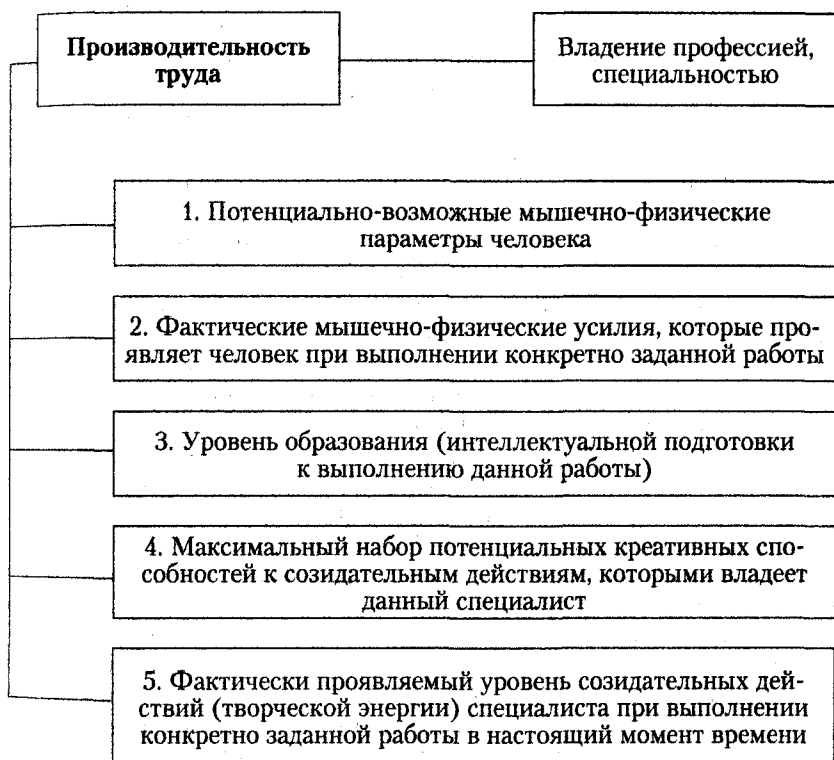 Производительность
труда
Владение профессией,
специальностью
1. Потенциально-возможные мышечно-физические
параметры человека
2. Фактические мышечно-физические усилия, которые про-
являет человек при выполнении конкретно заданной работы
3. Уровень образования (интеллектуальной подготовки
к выполнению данной работы)
4. Максимальный набор потенциальных креативных спо-
собностей к созидательным действиям, которыми владеет
данный специалист
5. Фактически проявляемый уровень созидательных дей-
ствий (творческой энергии) специалиста при выполнении
конкретно заданной работы в настоящий момент времени